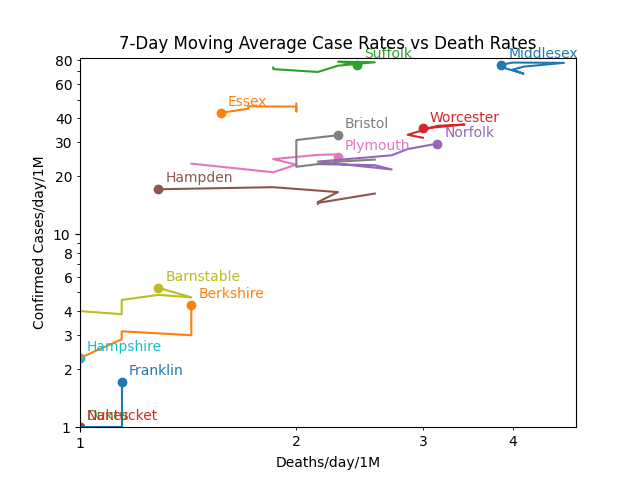 7-Day Moving Average Case Rates vs Death Rates
Suffolk
Middlesex
80
60
Essex
Worcester
40
Bristol
Norfolk
30
Plymouth
20
Hampden
10
8
Barnstable
6
Berkshire
4
3
Hampshire
2
Franklin
Nantucket
1
1
2
3
4
Confirmed Cases/day/1M
Deaths/day/1M